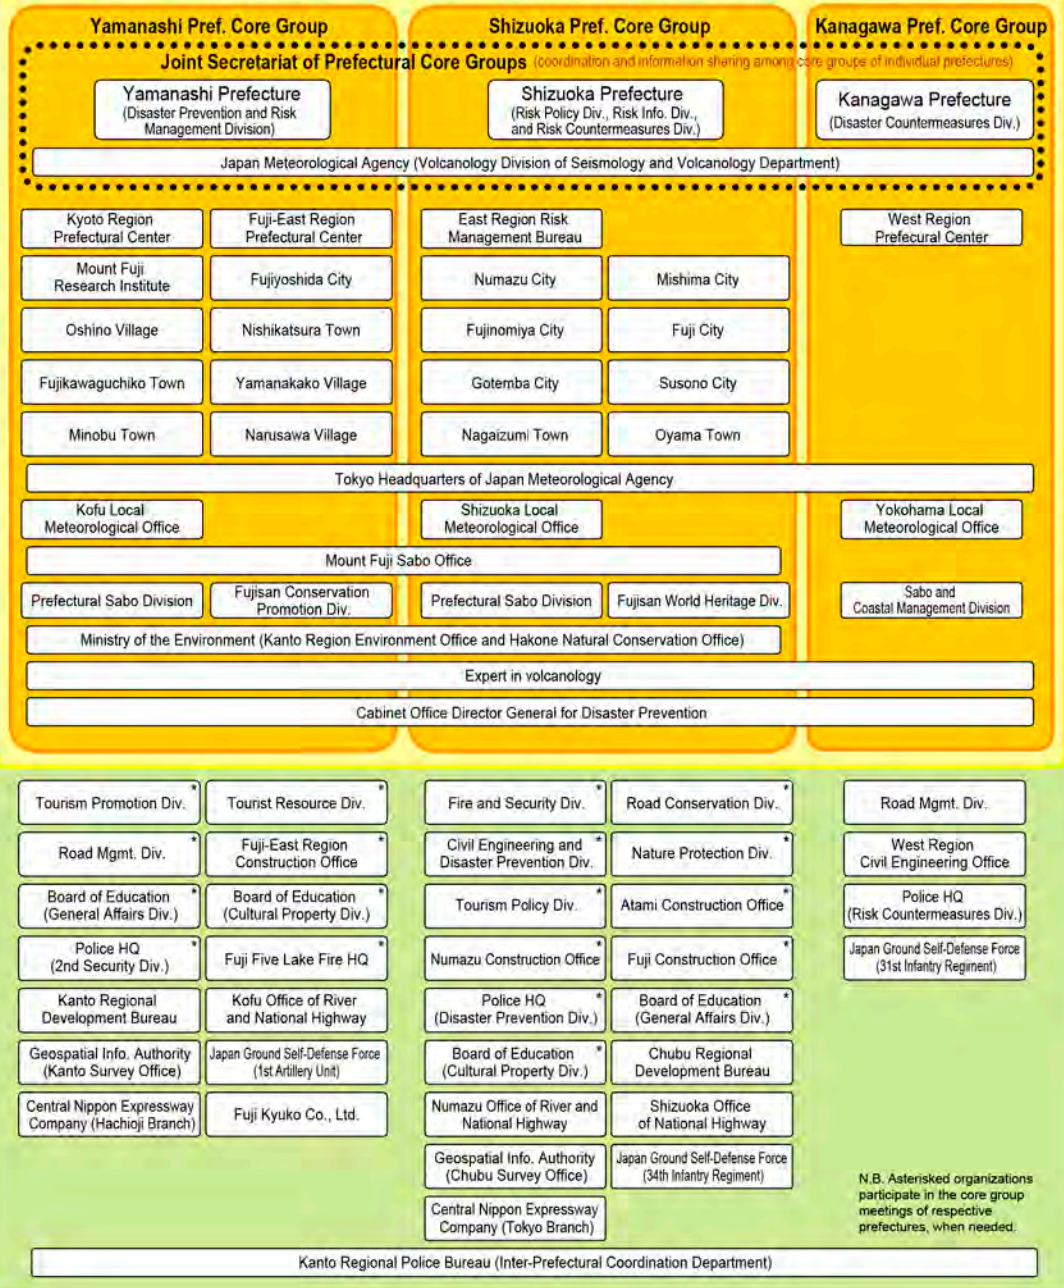 Yamanashi Pref. Core Group
Shizuoka Pref. Core Group
Kanagawa Pref. Core Group
Joint Secretariat of Prefectural Core Groups (coordination and information sharing among core groups of individual prefectures)
Yamanashi Prefecture
(Disaster Prevention and Risk
Management Division)
Shizuoka Prefecture
(Risk Policy Div., Risk Info. Div.,
and Risk Countermeasures Div.)
Kanagawa Prefecture
(Disaster Countermeasures Div.)
Japan Meteorological Agency (Volcanology Division of Seismology and Volcanology Department)
Kyoto Region
Prefectural Center
Fuji-East Region
Prefectural Center
East Region Risk
Management Bureau
West Region
Prefecural Center
Mount Fuji
Research Institute
Fujiyoshida City
Numazu City
Mishima City
Oshino Village
Nishikatsura Town
Fujinomiya City
Fuji City
Fujikawaguchiko Town
Yamanakako Village
Gotemba City
Susono City
Minobu Town
Narusawa Village
Nagaizumi Town
Oyama Town
Tokyo Headquarters of Japan Meteorological Agency
Kofu Local
Meteorological Office
Shizuoka Local
Meteorological Office
Yokohama Local
Meteorological Office
Mount Fuji Sabo Office
Prefectural Sabo Division
Fujisan Conservation
Promotion Div.
Prefectural Sabo Division
Fujisan World Heritage Div.
Sabo and
Coastal Management Division
Ministry of the Environment (Kanto Region Environment Office and Hakone Natural Conservation Office)
Expert in volcanology
Cabinet Office Director General for Disaster Prevention
Tourism Promotion Div. *
Tourist Resource Div. *
Fire and Security Div. *
Road Conservation Div. *
Road Mgmt. Div.
Road Mgmt. Div. *
Fuji-East Region *
Construction Office
Civil Engineering and *
Disaster Prevention Div.
Nature Protection Div. *
West Region
Civil Engineering Office
Board of Education *
(General Affairs Div.)
Board of Education *
(Cultural Property Div.)
Tourism Policy Div. *
Atami Construction Office *
Police HQ
(Risk Countermeasures Div.)
Police HQ *
(2nd Security Div.)
Fuji Five Lake Fire HQ *
Numazu Construction Office *
Fuji Construction Office *
Japan Ground Self-Defense Force
(31st Infantry Regiment)
Kanto Regional
Development Bureau
Kofu Office of River
and National Highway
Police HQ *
(Disaster Prevention Div.)
Board of Education *
(General Affairs Div.)
Geospatial Info. Authority
(Kanto Survey Office)
Japan Ground Self-Defense Force
(1st Artillery Unit)
Board of Education *
(Cultural Property Div.)
Chubu Regional
Development Bureau
Central Nippon Expressway
Company (Hachioji Branch)
Fuji Kyuko Co., Ltd.
Numazu Office of River and
National Highway
Shizuoka Office
of National Highway
Geospatial Info. Authority
(Chubu Survey Office)
Japan Ground Self-Defense Force
(34th Infantry Regiment)
Central Nippon Expressway
Company (Tokyo Branch)
N.B. Asterisked organizations
participate in the core group
meetings of respective
prefectures, when needed.
Kanto Regional Police Bureau (Inter-Prefectural Coordination Department)